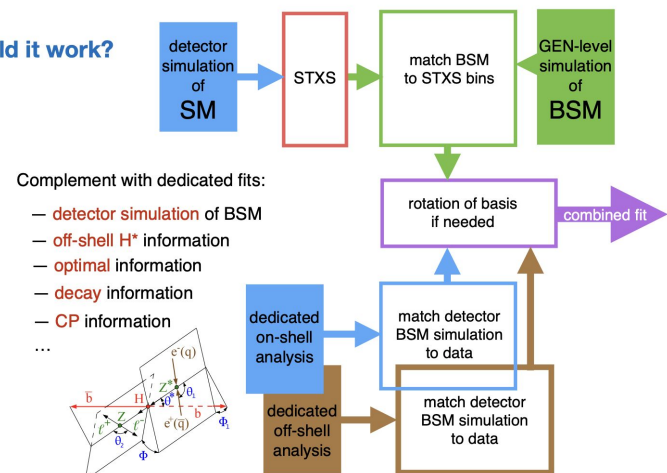 ld it work?
detector
simulation
of
SM
STXS
match BSM
to STXS bins
GEN-level
simulation
of
BSM
Complement with dedicated fits:
— detector simulation of BSM
— off-shell H* information
— optimal information
— decay information
— CP information
...
rotation of basis
if needed
combined fit
dedicated
on-shell
analysis
match detector
BSM simulation
to data
dedicated
off-shell
analysis
match detector
BSM simulation
to data
e⁻(q)
Z*
θ₁
b̄
H
θ*
b
Z
ℓ⁺
ℓ⁻
e⁺(q̄)
θ₂
Φ
Φ₁